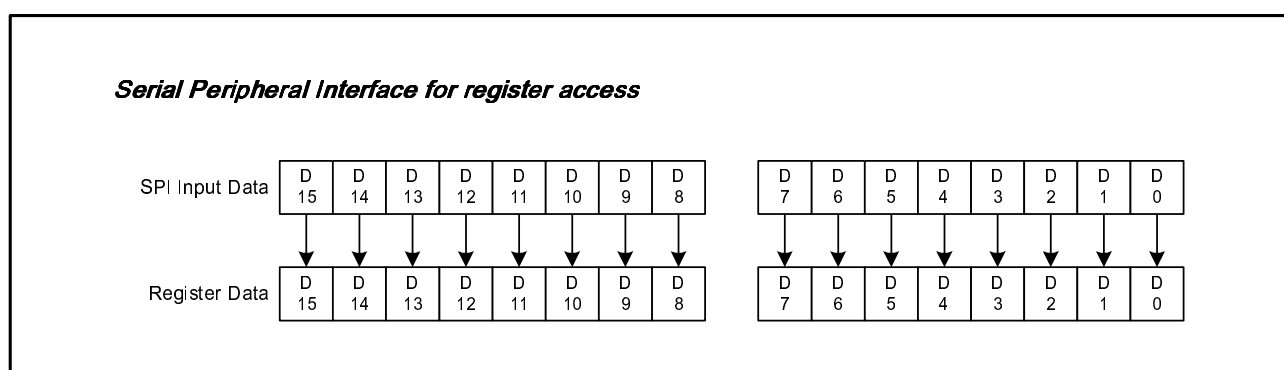 Serial Peripheral Interface for register access
SPI Input Data D 15 D 14 D 13 D 12 D 11 D 10 D 9 D 8 D 7 D 6 D 5 D 4 D 3 D 2 D 1 D 0
Register Data D 15 D 14 D 13 D 12 D 11 D 10 D 9 D 8 D 7 D 6 D 5 D 4 D 3 D 2 D 1 D 0